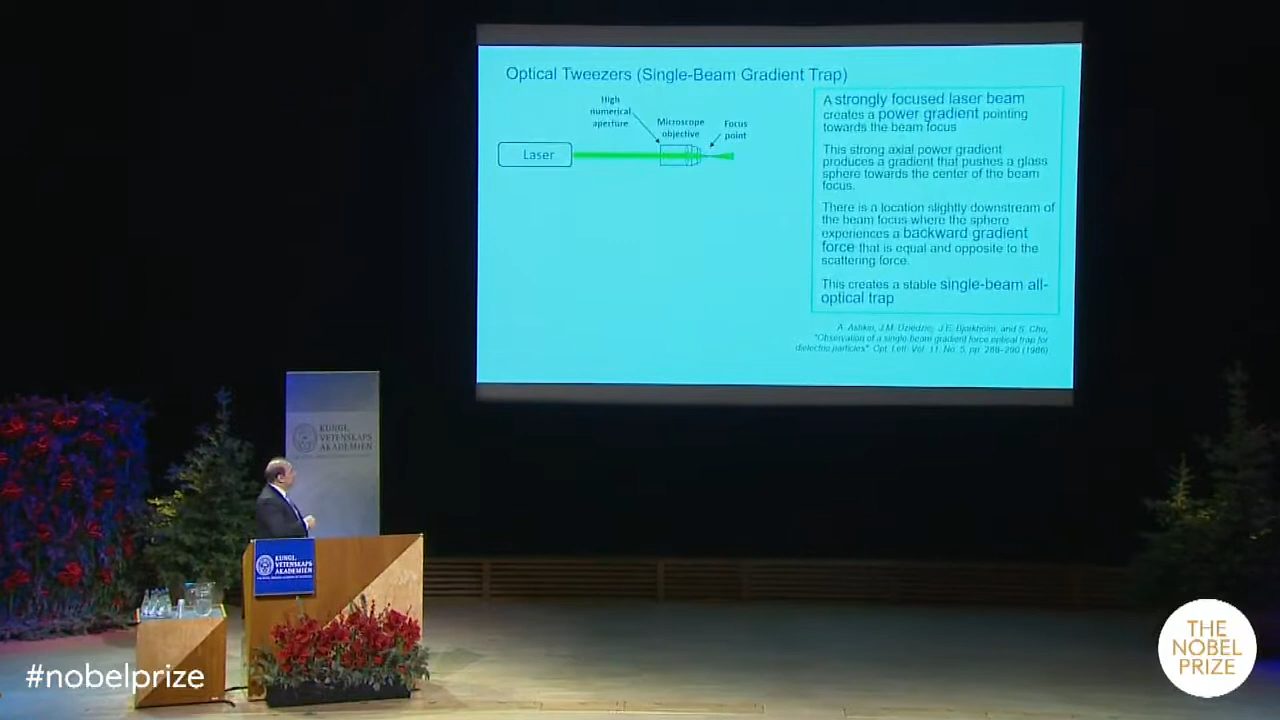 Optical Tweezers (Single-Beam Gradient Trap)
High
numerical
aperture
Microscope
objective
Focus
point
Laser
A strongly focused laser beam
creates a power gradient pointing
towards the beam focus
This strong axial power gradient
produces a gradient that pushes a glass
sphere towards the center of the beam
focus.
There is a location slightly downstream of
the beam focus where the sphere
experiences a backward gradient
force that is equal and opposite to the
scattering force.
This creates a stable single-beam all-
optical trap
A. Ashkin, J.M. Dziedzic, J.E. Bjorkholm, and S. Chu,
"Observation of a single beam gradient force optical trap for
dielectric particles". Opt. Lett. Vol. 11, No. 5, pp. 288-290 (1986)
KUNGL.
VETENSKAPS
AKADEMIEN
KUNGL.
VETENSKAPS
AKADEMIEN
#nobelprize
THE
NOBEL
PRIZE